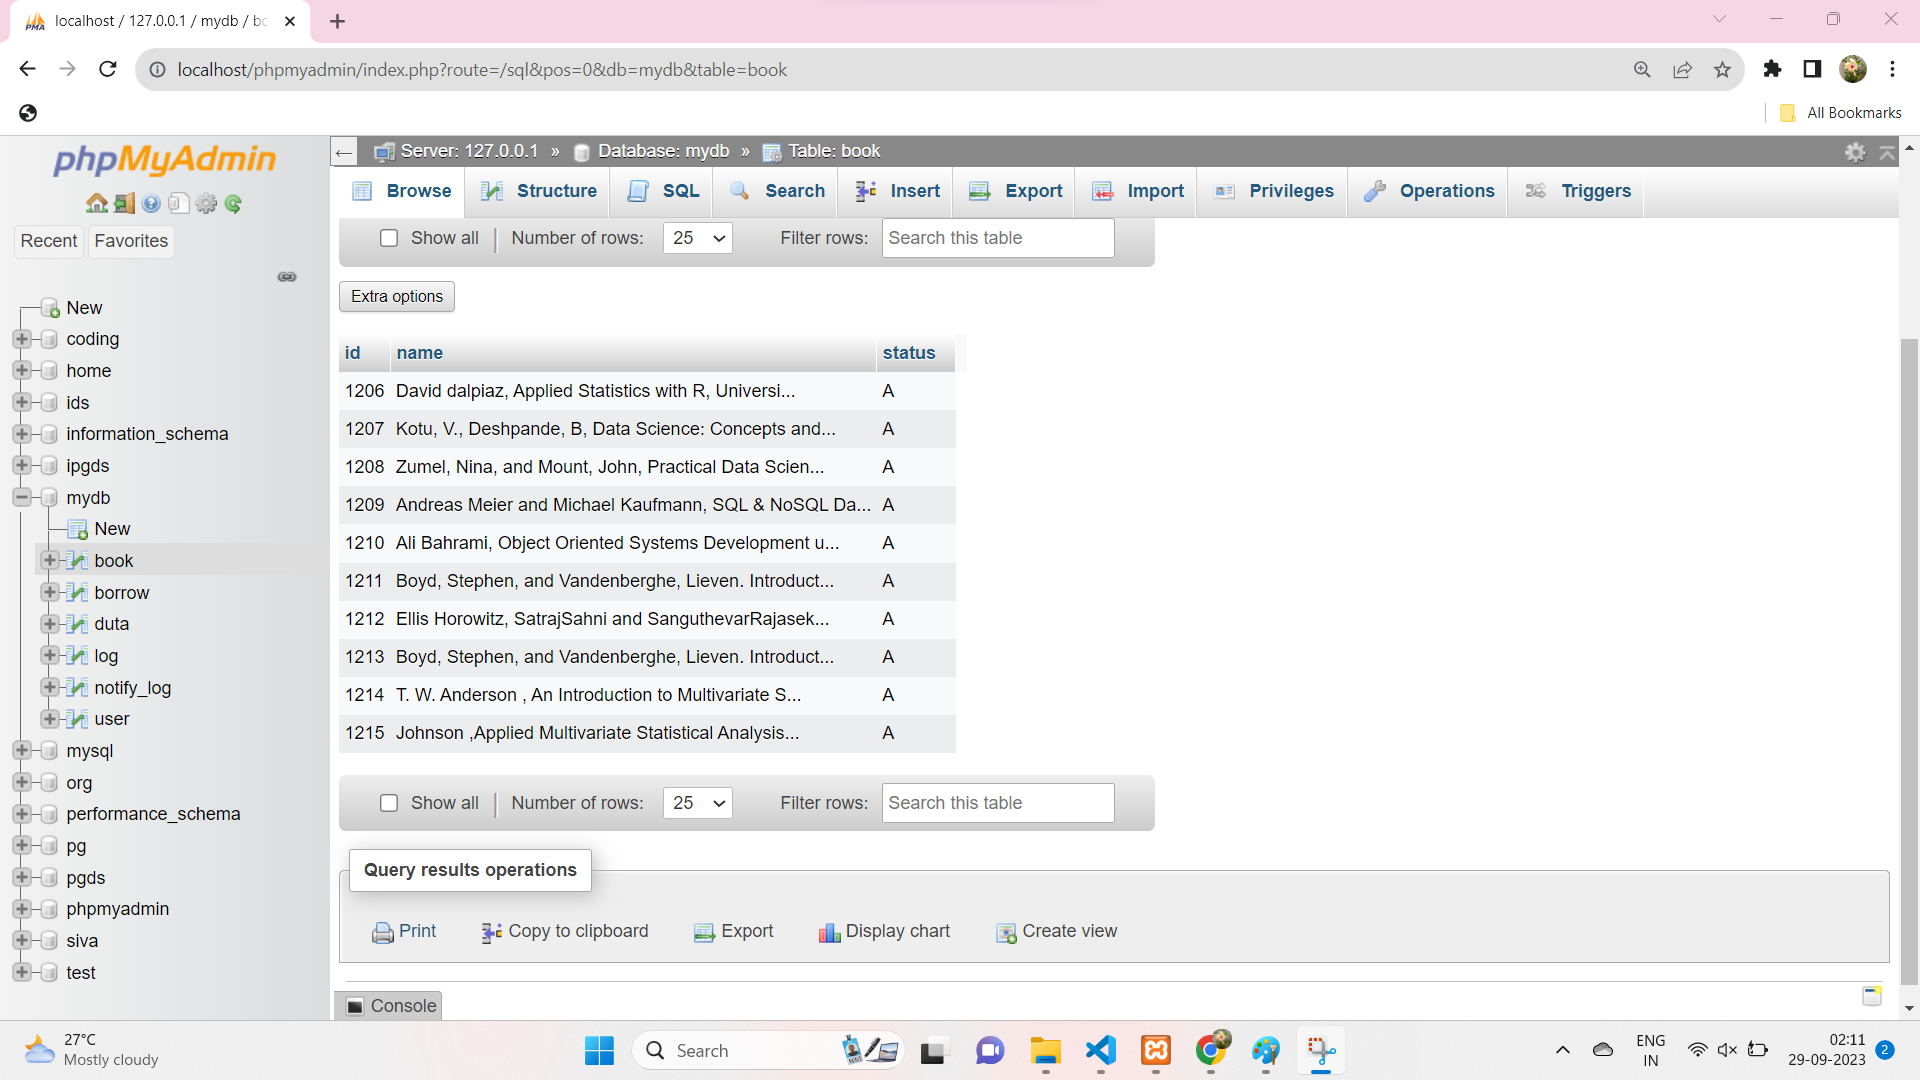 localhost / 127.0.0.1 / mydb / bo
localhost/phpmyadmin/index.php?route=/sql&pos=0&db=mydb&table=book
All Bookmarks
phpMyAdmin
Recent Favorites
New
coding
home
ids
information_schema
ipgds
mydb
New
book
borrow
duta
log
notify_log
user
mysql
org
performance_schema
pg
pgds
phpmyadmin
siva
test
← Server: 127.0.0.1 » Database: mydb » Table: book
Browse Structure SQL Search Insert Export Import Privileges Operations Triggers
Show all | Number of rows: 25 Filter rows: Search this table
Extra options
id name status
1206 David dalpiaz, Applied Statistics with R, Universi... A
1207 Kotu, V., Deshpande, B, Data Science: Concepts and... A
1208 Zumel, Nina, and Mount, John, Practical Data Scien... A
1209 Andreas Meier and Michael Kaufmann, SQL & NoSQL Da... A
1210 Ali Bahrami, Object Oriented Systems Development u... A
1211 Boyd, Stephen, and Vandenberghe, Lieven. Introduct... A
1212 Ellis Horowitz, SatrajSahni and SanguthevarRajasek... A
1213 Boyd, Stephen, and Vandenberghe, Lieven. Introduct... A
1214 T. W. Anderson , An Introduction to Multivariate S... A
1215 Johnson ,Applied Multivariate Statistical Analysis... A
Show all | Number of rows: 25 Filter rows: Search this table
Query results operations
Print Copy to clipboard Export Display chart Create view
Console
27°C
Mostly cloudy
Search
ENG
IN
02:11
29-09-2023
2